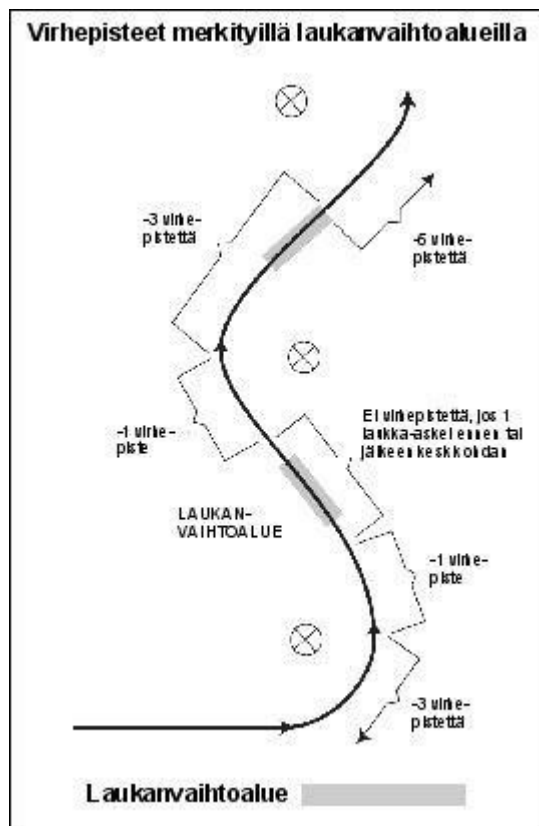 Virhepisteet merkityillä laukanvaihtoalueilla
-3 virhe-
pistettä
-5 virhe-
pistettä
-1 virhe-
piste
Ei virhepistettä, jos 1
laukka-askel ennen tai
jälkeen keskkohdan
LAUKAN-
VAIHTOALUE
-1 virhe-
piste
-3 virhe-
pistettä
Laukanvaihtoalue